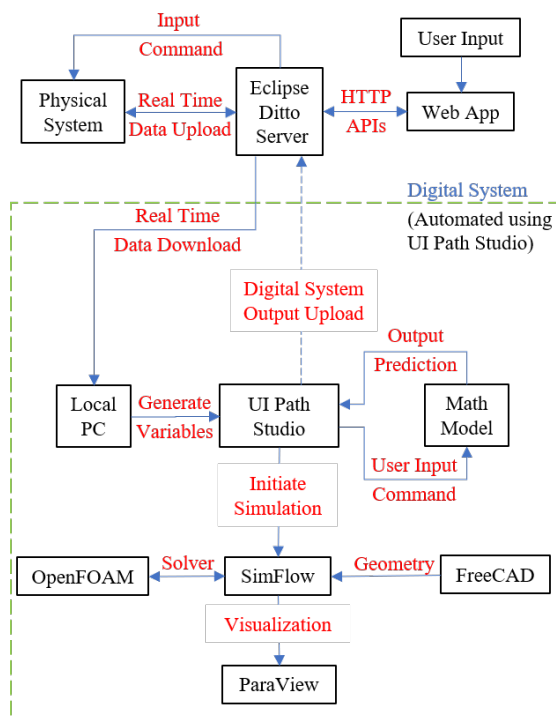 Input
Command
User Input
Physical
System
Real Time
Data Upload
Eclipse
Ditto
Server
HTTP
APIs
Web App
Digital System
(Automated using
UI Path Studio)
Real Time
Data Download
Digital System
Output Upload
Output
Prediction
Local
PC
Generate
Variables
UI Path
Studio
Math
Model
User Input
Command
Initiate
Simulation
OpenFOAM
Solver
SimFlow
Geometry
FreeCAD
Visualization
ParaView